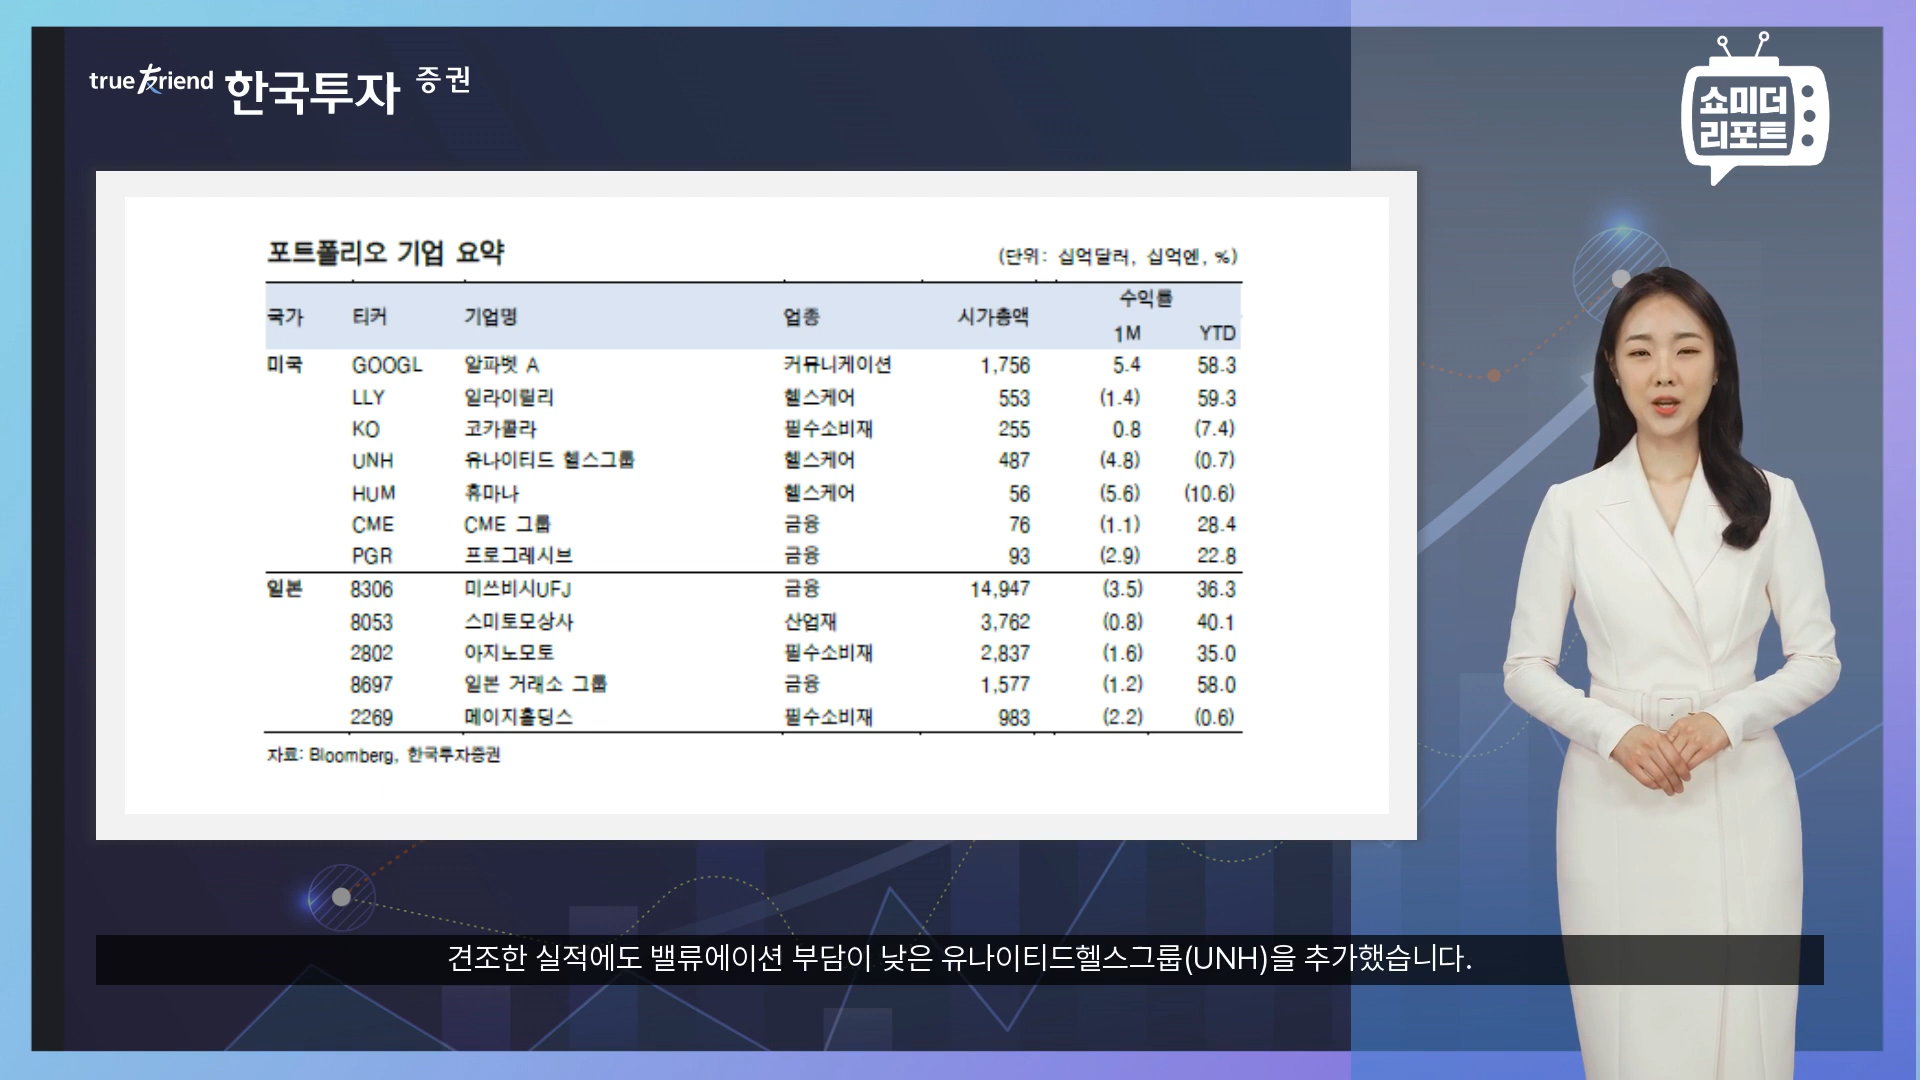 true友riend 한국투자 증권
쇼미더
리포트
포트폴리오 기업 요약 (단위: 십억달러, 십억엔, %)
국가 티커 기업명 업종 시가총액 수익률
1M YTD
미국 GOOGL 알파벳 A 커뮤니케이션 1,756 5.4 58.3
LLY 일라이릴리 헬스케어 553 (1.4) 59.3
KO 코카콜라 필수소비재 255 0.8 (7.4)
UNH 유나이티드 헬스그룹 헬스케어 487 (4.8) (0.7)
HUM 휴마나 헬스케어 56 (5.6) (10.6)
CME CME 그룹 금융 76 (1.1) 28.4
PGR 프로그레시브 금융 93 (2.9) 22.8
일본 8306 미쓰비시UFJ 금융 14,947 (3.5) 36.3
8053 스미토모상사 산업재 3,762 (0.8) 40.1
2802 아지노모토 필수소비재 2,837 (1.6) 35.0
8697 일본 거래소 그룹 금융 1,577 (1.2) 58.0
2269 메이지홀딩스 필수소비재 983 (2.2) (0.6)
자료: Bloomberg, 한국투자증권
견조한 실적에도 밸류에이션 부담이 낮은 유나이티드헬스그룹(UNH)을 추가했습니다.